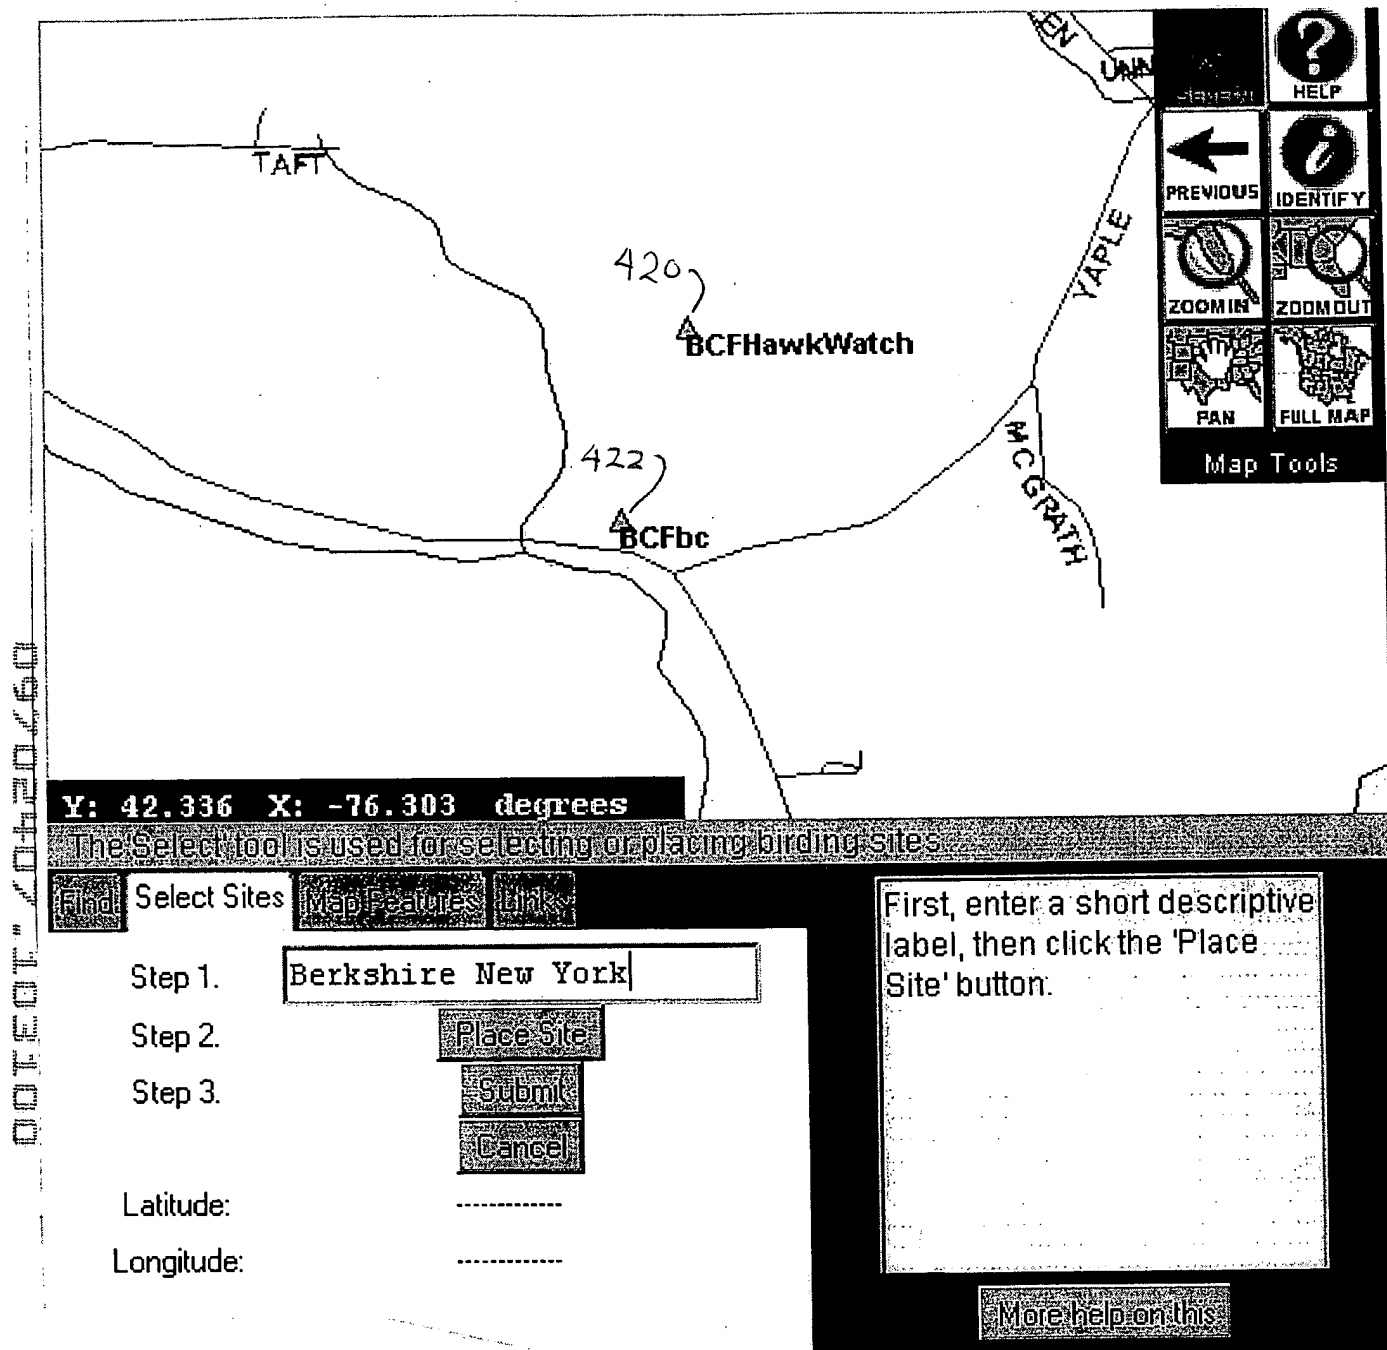 EN
UNN
HELP
TAFT
PREVIOUS
IDENTIFY
YAPLE
420
ZOOM IN
ZOOM OUT
BCFHawkWatch
PAN
FULL MAP
MC GRATH
422
Map Tools
BCFbc
Y: 42.336 X: -76.303 degrees
The Select tool is used for selecting or placing birding sites
Find Select Sites Map Features Links
First, enter a short descriptive
label, then click the 'Place
Site' button.
Step 1. Berkshire New York
Step 2. Place Site
Step 3. Submit
Cancel
Latitude: ------------
Longitude: ------------
More help on this